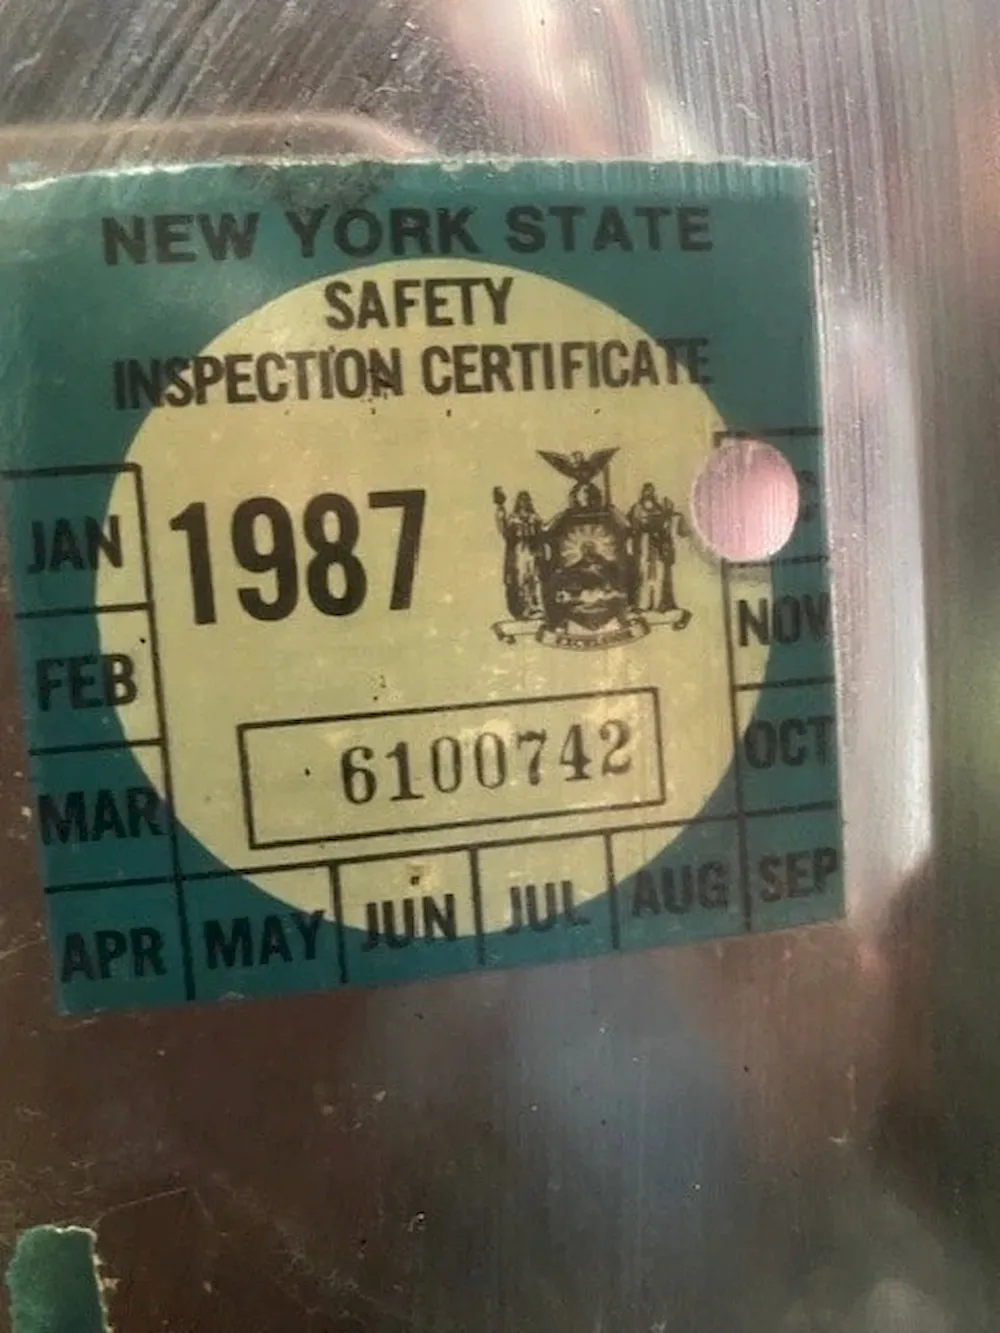 NEW YORK STATE
SAFETY
INSPECTION CERTIFICATE
1987
EXCELSIOR
6100742
JAN
FEB
MAR
APR
MAY
JUN
JUL
AUG
SEP
OCT
NOV
C